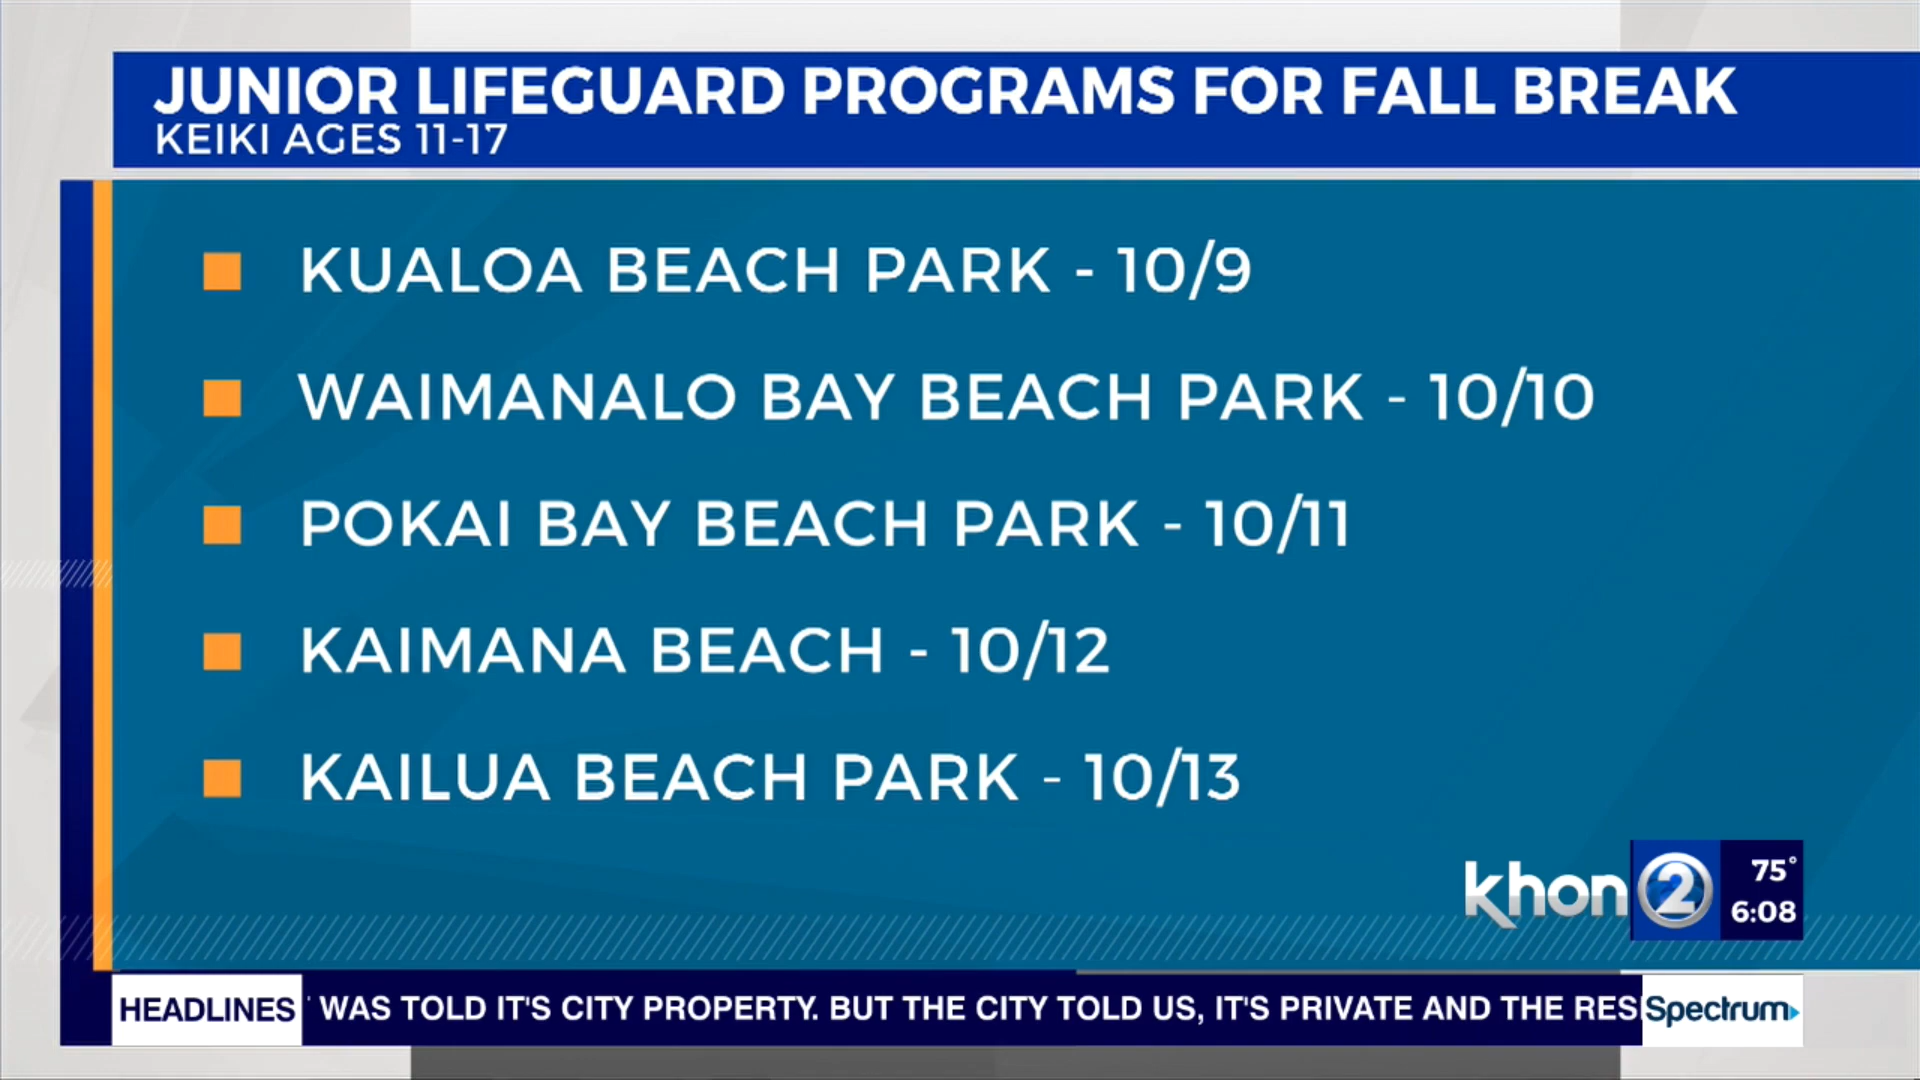 JUNIOR LIFEGUARD PROGRAMS FOR FALL BREAK
KEIKI AGES 11-17
KUALOA BEACH PARK - 10/9
WAIMANALO BAY BEACH PARK - 10/10
POKAI BAY BEACH PARK - 10/11
KAIMANA BEACH - 10/12
KAILUA BEACH PARK - 10/13
khon 2
75°
6:08
HEADLINES WAS TOLD IT'S CITY PROPERTY. BUT THE CITY TOLD US, IT'S PRIVATE AND THE RES Spectrum